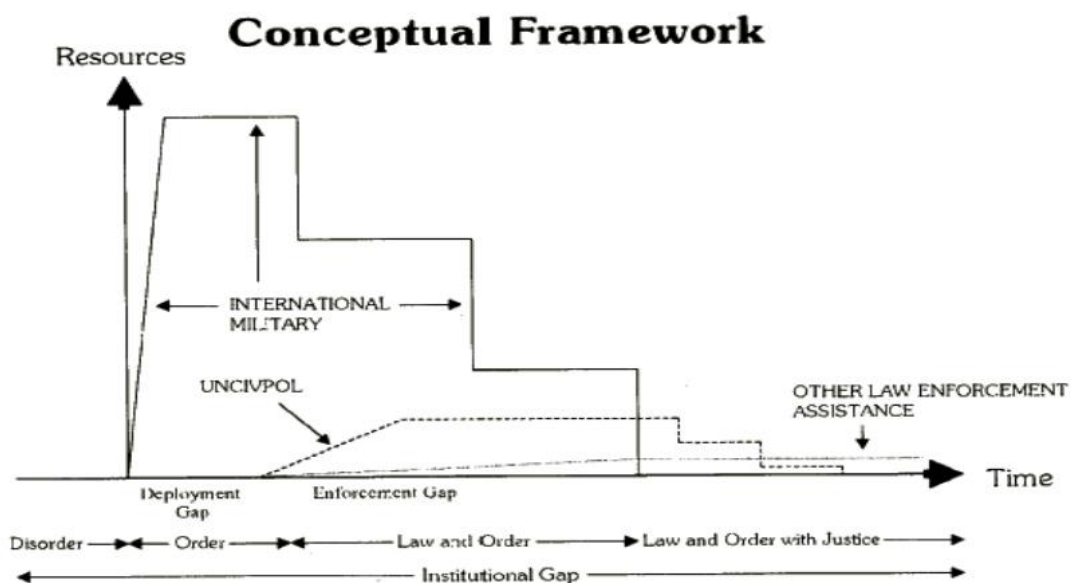 Conceptual Framework
Resources
INTERNATIONAL
MILITARY
UNCIVPOL
OTHER LAW ENFORCEMENT
ASSISTANCE
Time
Deployment
Gap
Enforcement Gap
Disorder
Order
Law and Order
Law and Order with Justice
Institutional Gap